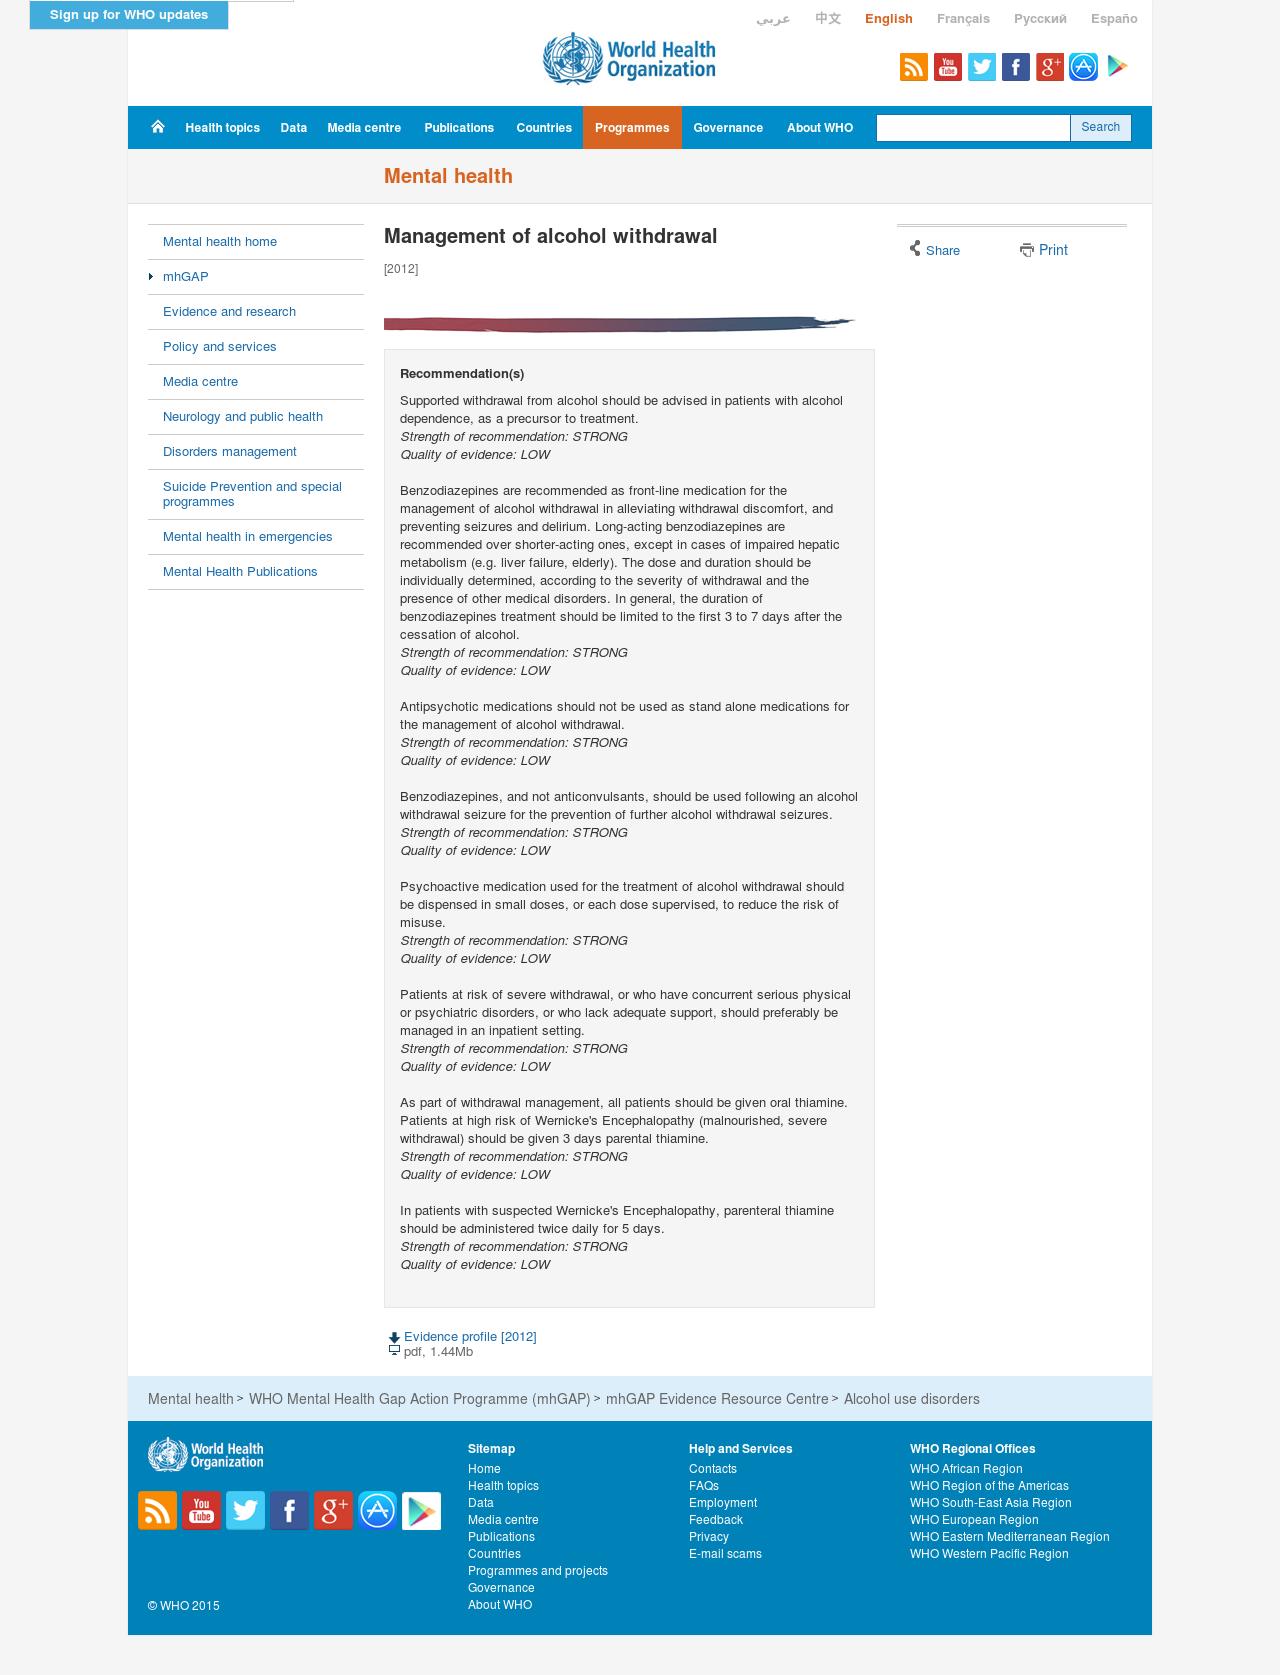 Sign up for WHO updates
عربي 中文 English Français Русский Españo
World Health Organization
You Tube
Health topics Data Media centre Publications Countries Programmes Governance About WHO Search
Mental health
Mental health home
mhGAP
Evidence and research
Policy and services
Media centre
Neurology and public health
Disorders management
Suicide Prevention and special
programmes
Mental health in emergencies
Mental Health Publications
Management of alcohol withdrawal
[2012]
Share Print
Recommendation(s)
Supported withdrawal from alcohol should be advised in patients with alcohol
dependence, as a precursor to treatment.
Strength of recommendation: STRONG
Quality of evidence: LOW
Benzodiazepines are recommended as front-line medication for the
management of alcohol withdrawal in alleviating withdrawal discomfort, and
preventing seizures and delirium. Long-acting benzodiazepines are
recommended over shorter-acting ones, except in cases of impaired hepatic
metabolism (e.g. liver failure, elderly). The dose and duration should be
individually determined, according to the severity of withdrawal and the
presence of other medical disorders. In general, the duration of
benzodiazepines treatment should be limited to the first 3 to 7 days after the
cessation of alcohol.
Strength of recommendation: STRONG
Quality of evidence: LOW
Antipsychotic medications should not be used as stand alone medications for
the management of alcohol withdrawal.
Strength of recommendation: STRONG
Quality of evidence: LOW
Benzodiazepines, and not anticonvulsants, should be used following an alcohol
withdrawal seizure for the prevention of further alcohol withdrawal seizures.
Strength of recommendation: STRONG
Quality of evidence: LOW
Psychoactive medication used for the treatment of alcohol withdrawal should
be dispensed in small doses, or each dose supervised, to reduce the risk of
misuse.
Strength of recommendation: STRONG
Quality of evidence: LOW
Patients at risk of severe withdrawal, or who have concurrent serious physical
or psychiatric disorders, or who lack adequate support, should preferably be
managed in an inpatient setting.
Strength of recommendation: STRONG
Quality of evidence: LOW
As part of withdrawal management, all patients should be given oral thiamine.
Patients at high risk of Wernicke's Encephalopathy (malnourished, severe
withdrawal) should be given 3 days parental thiamine.
Strength of recommendation: STRONG
Quality of evidence: LOW
In patients with suspected Wernicke's Encephalopathy, parenteral thiamine
should be administered twice daily for 5 days.
Strength of recommendation: STRONG
Quality of evidence: LOW
Evidence profile [2012]
pdf, 1.44Mb
Mental health > WHO Mental Health Gap Action Programme (mhGAP) > mhGAP Evidence Resource Centre > Alcohol use disorders
World Health Organization
You Tube
© WHO 2015
Sitemap
Home
Health topics
Data
Media centre
Publications
Countries
Programmes and projects
Governance
About WHO
Help and Services
Contacts
FAQs
Employment
Feedback
Privacy
E-mail scams
WHO Regional Offices
WHO African Region
WHO Region of the Americas
WHO South-East Asia Region
WHO European Region
WHO Eastern Mediterranean Region
WHO Western Pacific Region